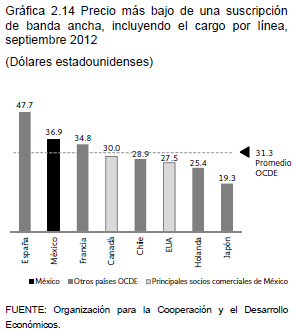 Gráfica 2.14 Precio más bajo de una suscripción
de banda ancha, incluyendo el cargo por línea,
septiembre 2012
(Dólares estadounidenses)
47.7
36.9
34.8
30.0
28.9
27.5
25.4
19.3
31.3
Promedio
OCDE
España
México
Francia
Canadá
Chile
EUA
Holanda
Japón
México
Otros países OCDE
Principales socios comerciales de México
FUENTE: Organización para la Cooperación y el Desarrollo
Económicos.